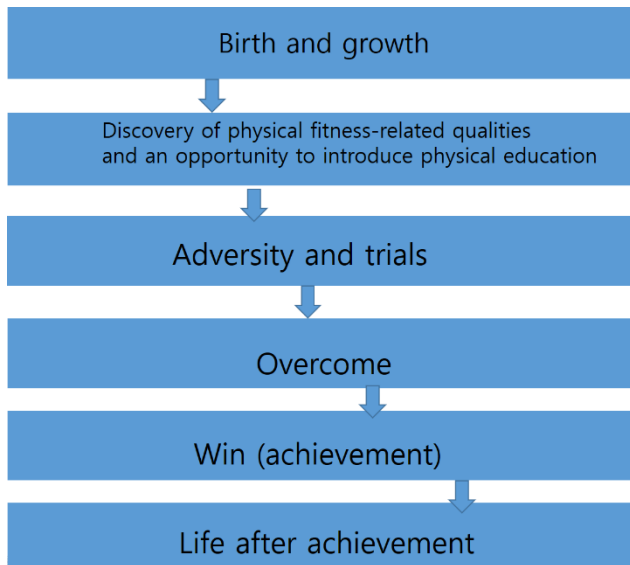 Birth and growth
Discovery of physical fitness-related qualities
and an opportunity to introduce physical education
Adversity and trials
Overcome
Win (achievement)
Life after achievement